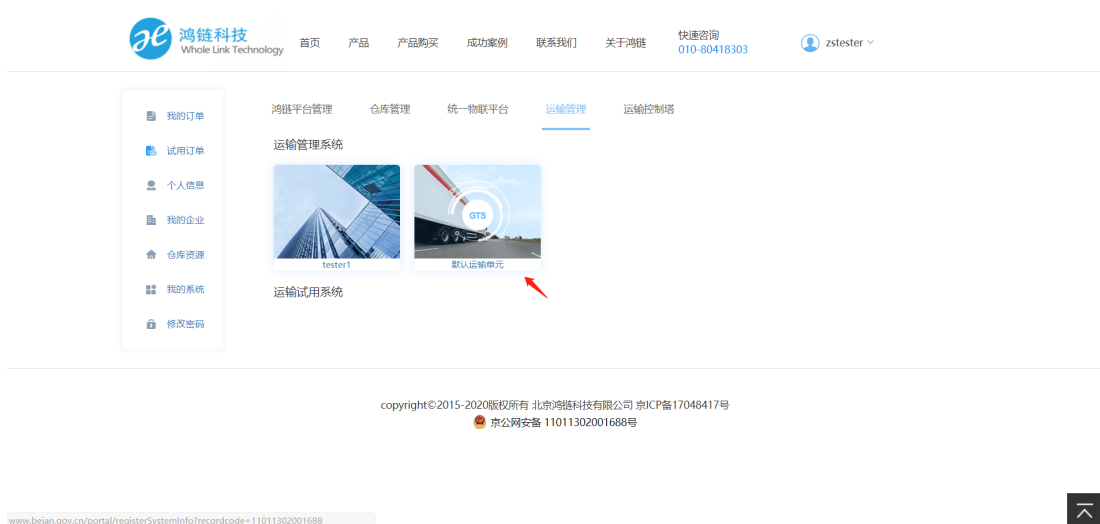 鸿链科技
Whole Link Technology
首页 产品 产品购买 成功案例 联系我们 关于鸿链
快速咨询
010-80418303
zstester
我的订单
试用订单
个人信息
我的企业
仓库资源
我的系统
修改密码
鸿链平台管理 仓库管理 统一物联平台 运输管理 运输控制塔
运输管理系统
GTS
tester1 默认运输单元
运输试用系统
copyright©2015-2020版权所有 北京鸿链科技有限公司 京ICP备17048417号
京公网安备 11011302001688号
www.beian.gov.cn/portal/registerSystemInfo?recordcode=11011302001688